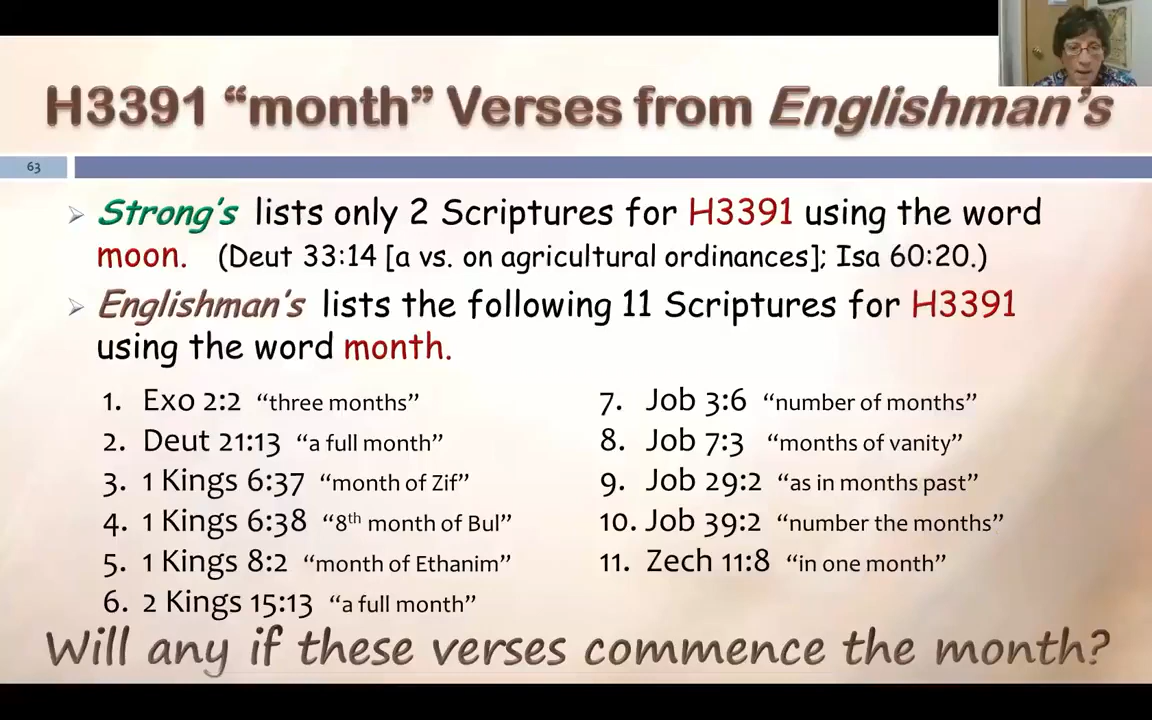 H3391 “month” Verses from Englishman’s
63
Strong’s lists only 2 Scriptures for H3391 using the word
moon. (Deut 33:14 [a vs. on agricultural ordinances]; Isa 60:20.)
Englishman’s lists the following 11 Scriptures for H3391
using the word month.
1. Exo 2:2 “three months”
2. Deut 21:13 “a full month”
3. 1 Kings 6:37 “month of Zif”
4. 1 Kings 6:38 “8th month of Bul”
5. 1 Kings 8:2 “month of Ethanim”
6. 2 Kings 15:13 “a full month”
7. Job 3:6 “number of months”
8. Job 7:3 “months of vanity”
9. Job 29:2 “as in months past”
10. Job 39:2 “number the months”
11. Zech 11:8 “in one month”
Will any if these verses commence the month?